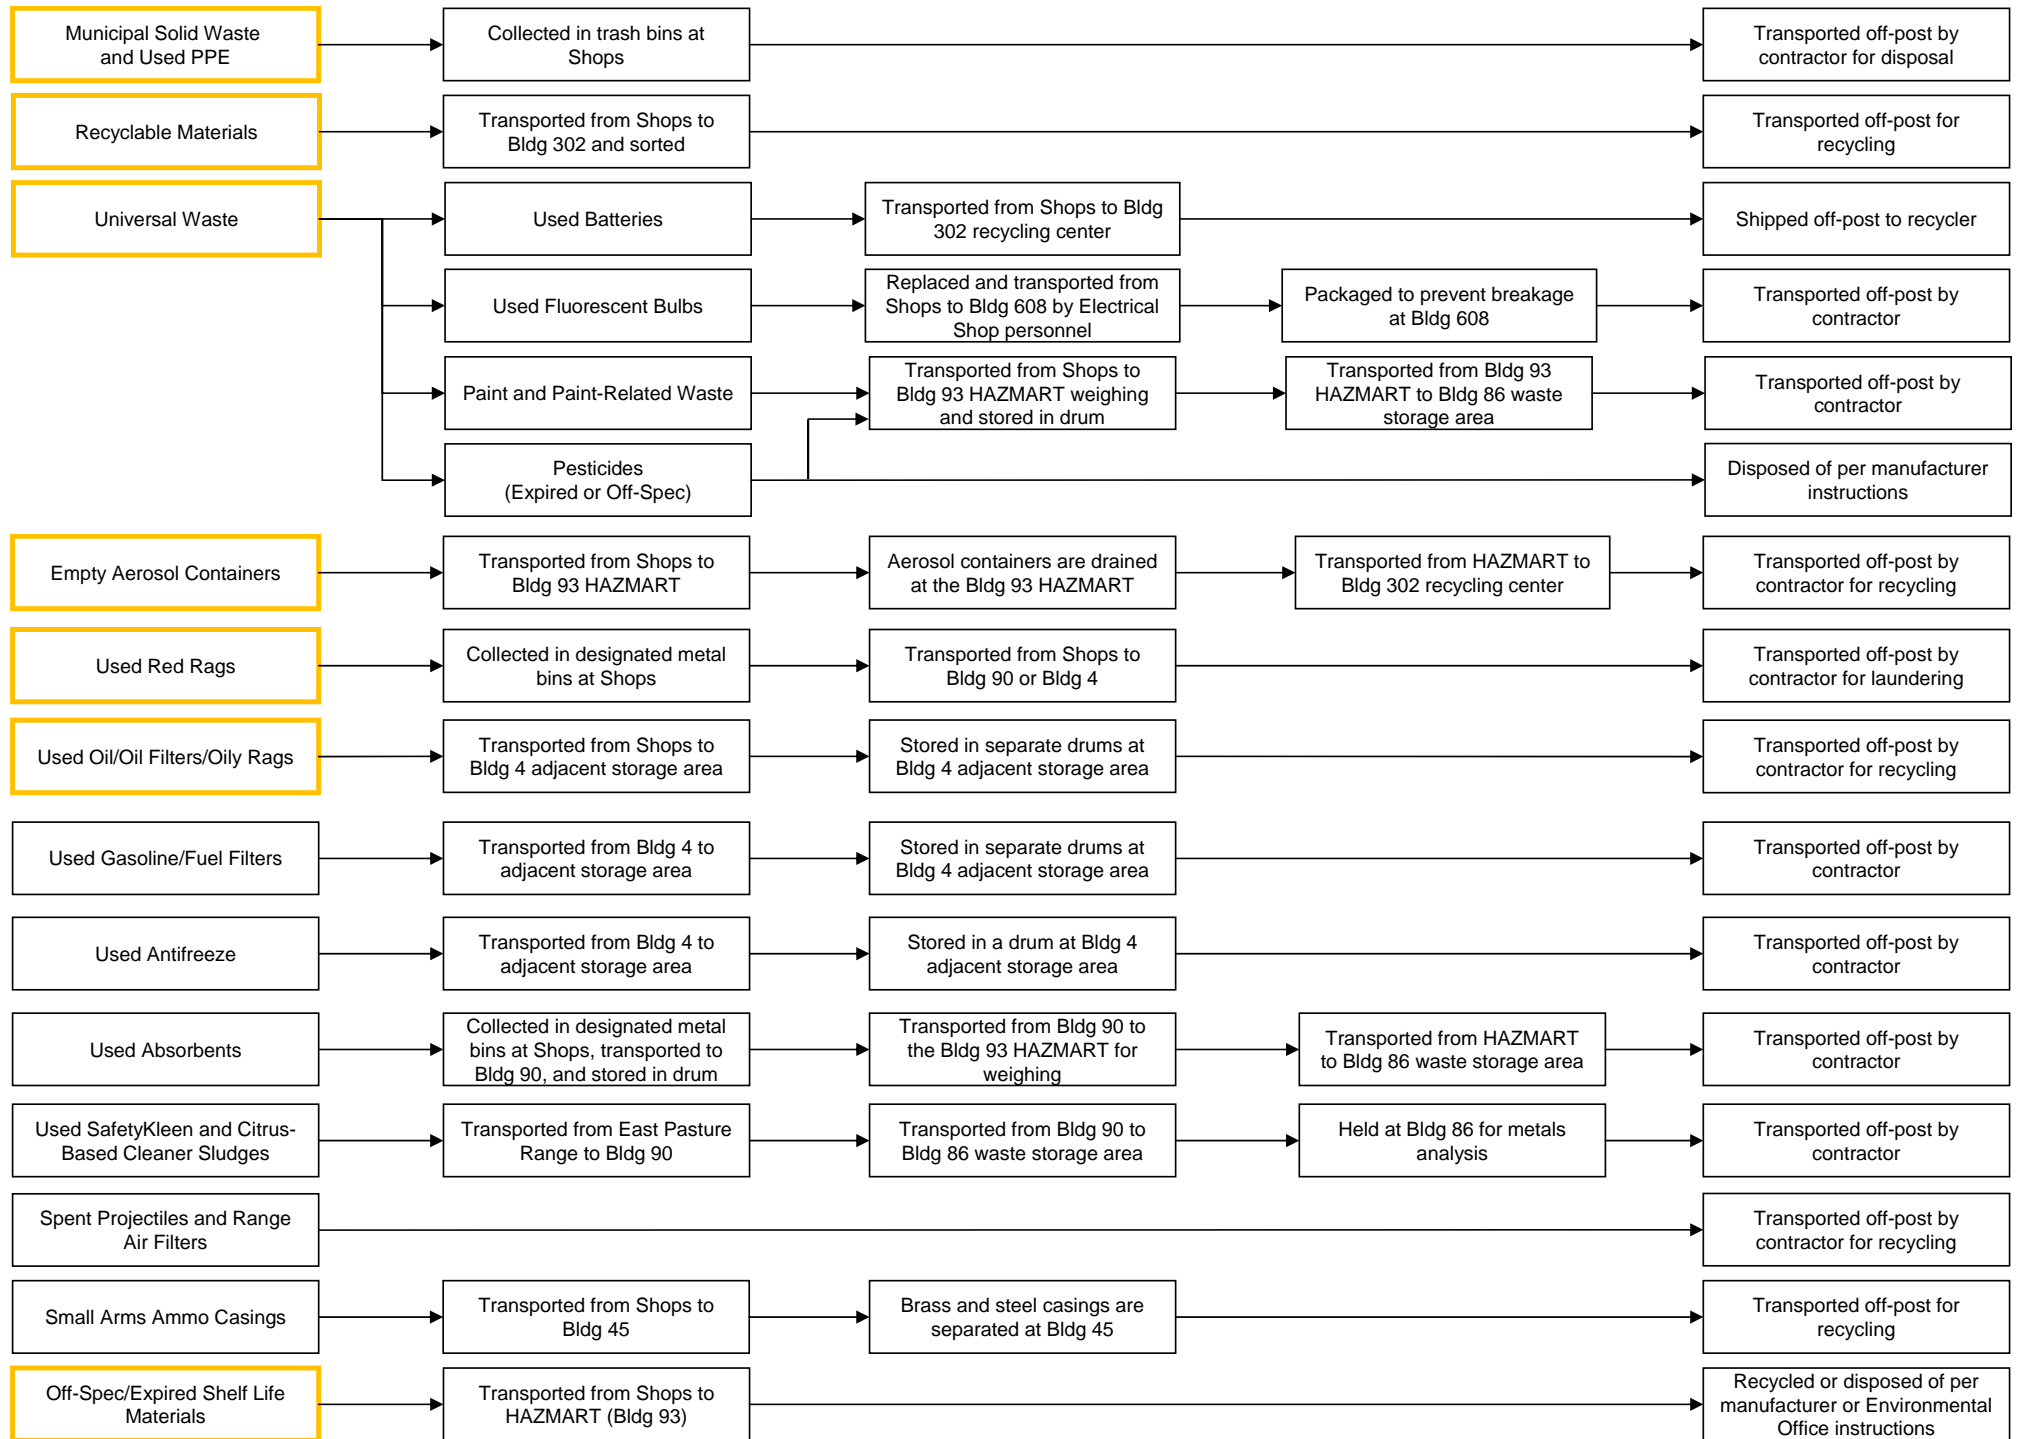 Municipal Solid Waste
and Used PPE
Collected in trash bins at
Shops
Transported off-post by
contractor for disposal
Recyclable Materials
Transported from Shops to
Bldg 302 and sorted
Transported off-post for
recycling
Universal Waste
Used Batteries
Transported from Shops to Bldg
302 recycling center
Shipped off-post to recycler
Used Fluorescent Bulbs
Replaced and transported from
Shops to Bldg 608 by Electrical
Shop personnel
Packaged to prevent breakage
at Bldg 608
Transported off-post by
contractor
Paint and Paint-Related Waste
Transported from Shops to
Bldg 93 HAZMART weighing
and stored in drum
Transported from Bldg 93
HAZMART to Bldg 86 waste
storage area
Transported off-post by
contractor
Pesticides
(Expired or Off-Spec)
Disposed of per manufacturer
instructions
Empty Aerosol Containers
Transported from Shops to
Bldg 93 HAZMART
Aerosol containers are drained
at the Bldg 93 HAZMART
Transported from HAZMART to
Bldg 302 recycling center
Transported off-post by
contractor for recycling
Used Red Rags
Collected in designated metal
bins at Shops
Transported from Shops to
Bldg 90 or Bldg 4
Transported off-post by
contractor for laundering
Used Oil/Oil Filters/Oily Rags
Transported from Shops to
Bldg 4 adjacent storage area
Stored in separate drums at
Bldg 4 adjacent storage area
Transported off-post by
contractor for recycling
Used Gasoline/Fuel Filters
Transported from Bldg 4 to
adjacent storage area
Stored in separate drums at
Bldg 4 adjacent storage area
Transported off-post by
contractor
Used Antifreeze
Transported from Bldg 4 to
adjacent storage area
Stored in a drum at Bldg 4
adjacent storage area
Transported off-post by
contractor
Used Absorbents
Collected in designated metal
bins at Shops, transported to
Bldg 90, and stored in drum
Transported from Bldg 90 to
the Bldg 93 HAZMART for
weighing
Transported from HAZMART
to Bldg 86 waste storage area
Transported off-post by
contractor
Used SafetyKleen and Citrus-
Based Cleaner Sludges
Transported from East Pasture
Range to Bldg 90
Transported from Bldg 90 to
Bldg 86 waste storage area
Held at Bldg 86 for metals
analysis
Transported off-post by
contractor
Spent Projectiles and Range
Air Filters
Transported off-post by
contractor for recycling
Small Arms Ammo Casings
Transported from Shops to
Bldg 45
Brass and steel casings are
separated at Bldg 45
Transported off-post for
recycling
Off-Spec/Expired Shelf Life
Materials
Transported from Shops to
HAZMART (Bldg 93)
Recycled or disposed of per
manufacturer or Environmental
Office instructions